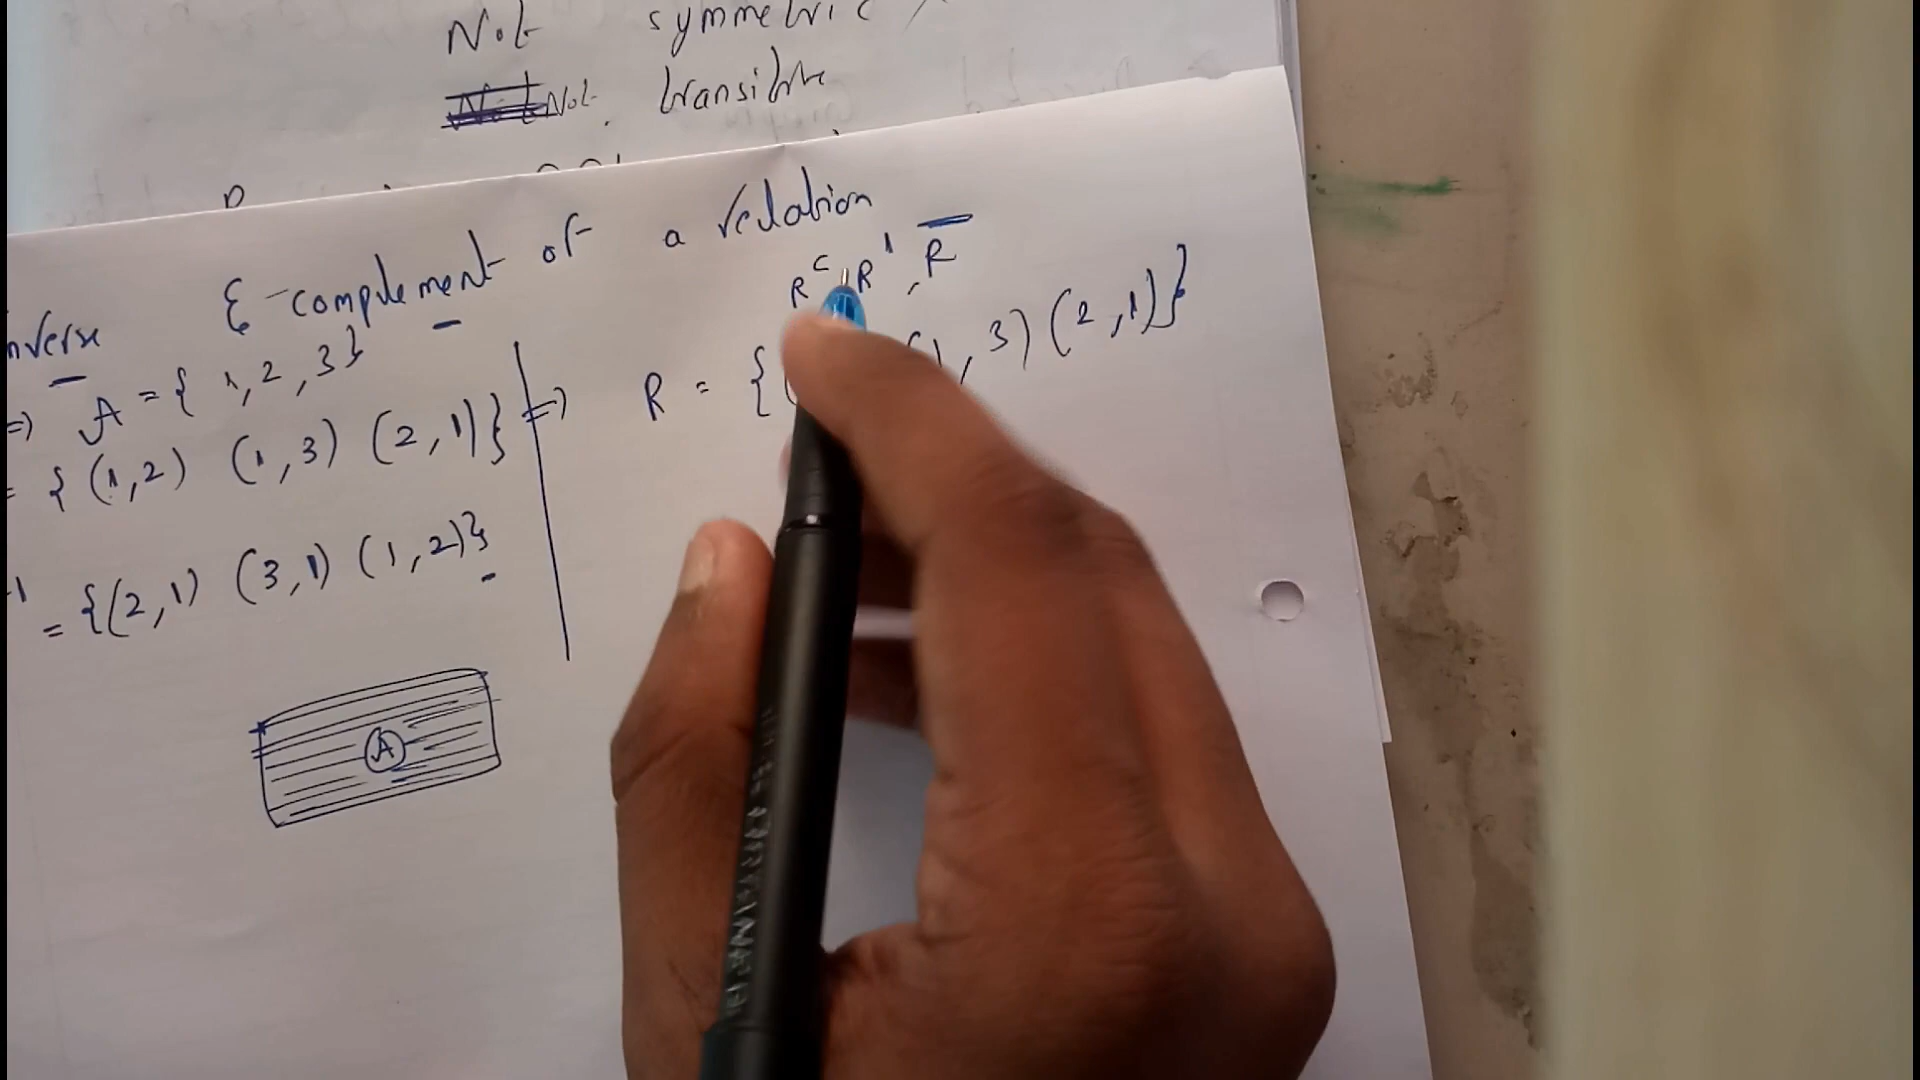 Not symmetric
Not transitive
nverse & complement of a relation
R^c, R', R̅
=> A = {1,2,3}
= {(1,2) (1,3) (2,1)}
=> R = { , 3) (2,1)}
-1 = {(2,1) (3,1) (1,2)}
A